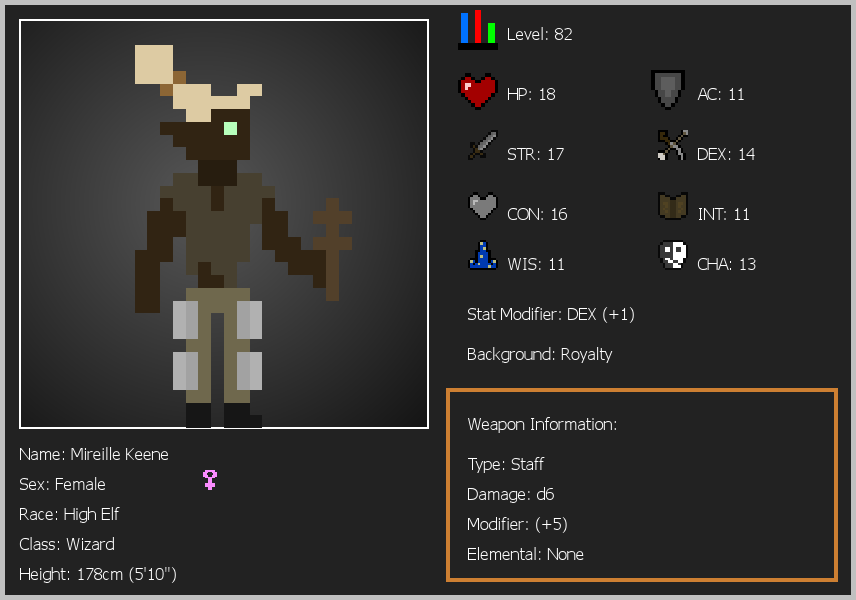 Level: 82
HP: 18
AC: 11
STR: 17
DEX: 14
CON: 16
INT: 11
WIS: 11
CHA: 13
Stat Modifier: DEX (+1)
Background: Royalty
Weapon Information:
Type: Staff
Damage: d6
Modifier: (+5)
Elemental: None
Name: Mireille Keene
Sex: Female
Race: High Elf
Class: Wizard
Height: 178cm (5'10")